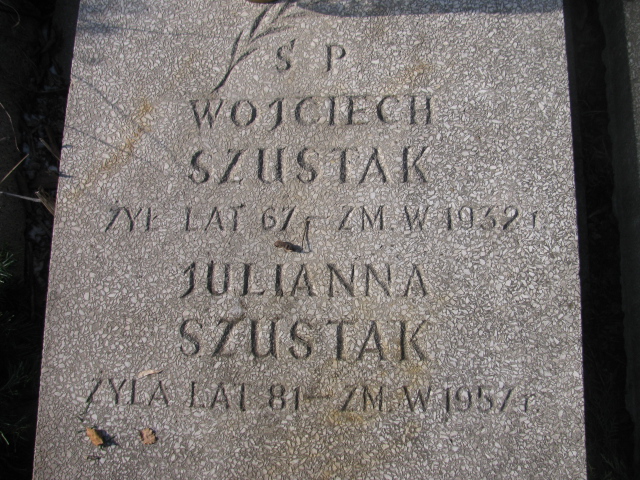 Ś P
WOJCIECH
SZUSTAK
ŻYŁ LAT 67 – ZM. W 1932 r.
JULIANNA
SZUSTAK
ŻYŁA LAT 81 – ZM. W 1957 r.